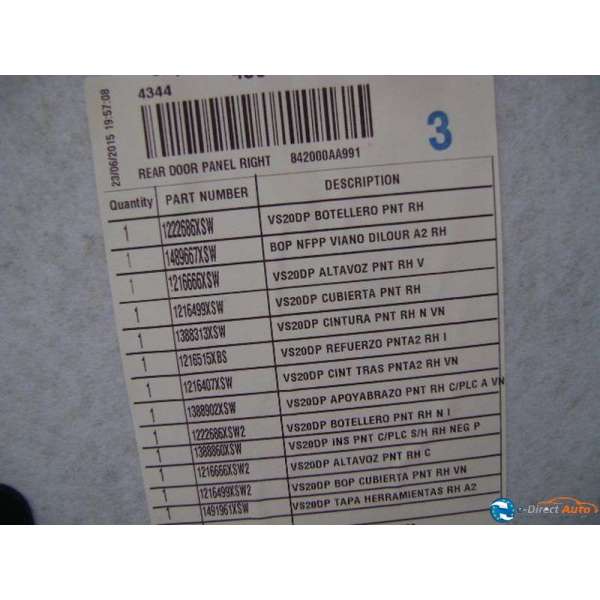 23/06/2015 19:57:08
4344
REAR DOOR PANEL RIGHT 842000AA991
3
Quantity PART NUMBER DESCRIPTION
1 1222686XSW VS20DP BOTELLERO PNT RH
1 1489667XSW BOP NFPP VIANO DILOUR A2 RH
1 1216666XSW VS20DP ALTAVOZ PNT RH V
1 1216499XSW VS20DP CUBIERTA PNT RH
1 1388313XSW VS20DP CINTURA PNT RH N VN
1 1216515XBS VS20DP REFUERZO PNTA2 RH I
1 1216407XSW VS20DP CINT TRAS PNTA2 RH VN
1 1388902XSW VS20DP APOYABRAZO PNT RH C/PLC A VN
1 1222686XSW2 VS20DP BOTELLERO PNT RH N I
1 1388860XSW VS20DP INS PNT C/PLC S/H RH NEG P
1 1216666XSW2 VS20DP ALTAVOZ PNT RH C
1 1216499XSW2 VS20DP BOP CUBIERTA PNT RH VN
1 1491961XSW VS20DP TAPA HERRAMIENTAS RH A2
e-Direct Auto